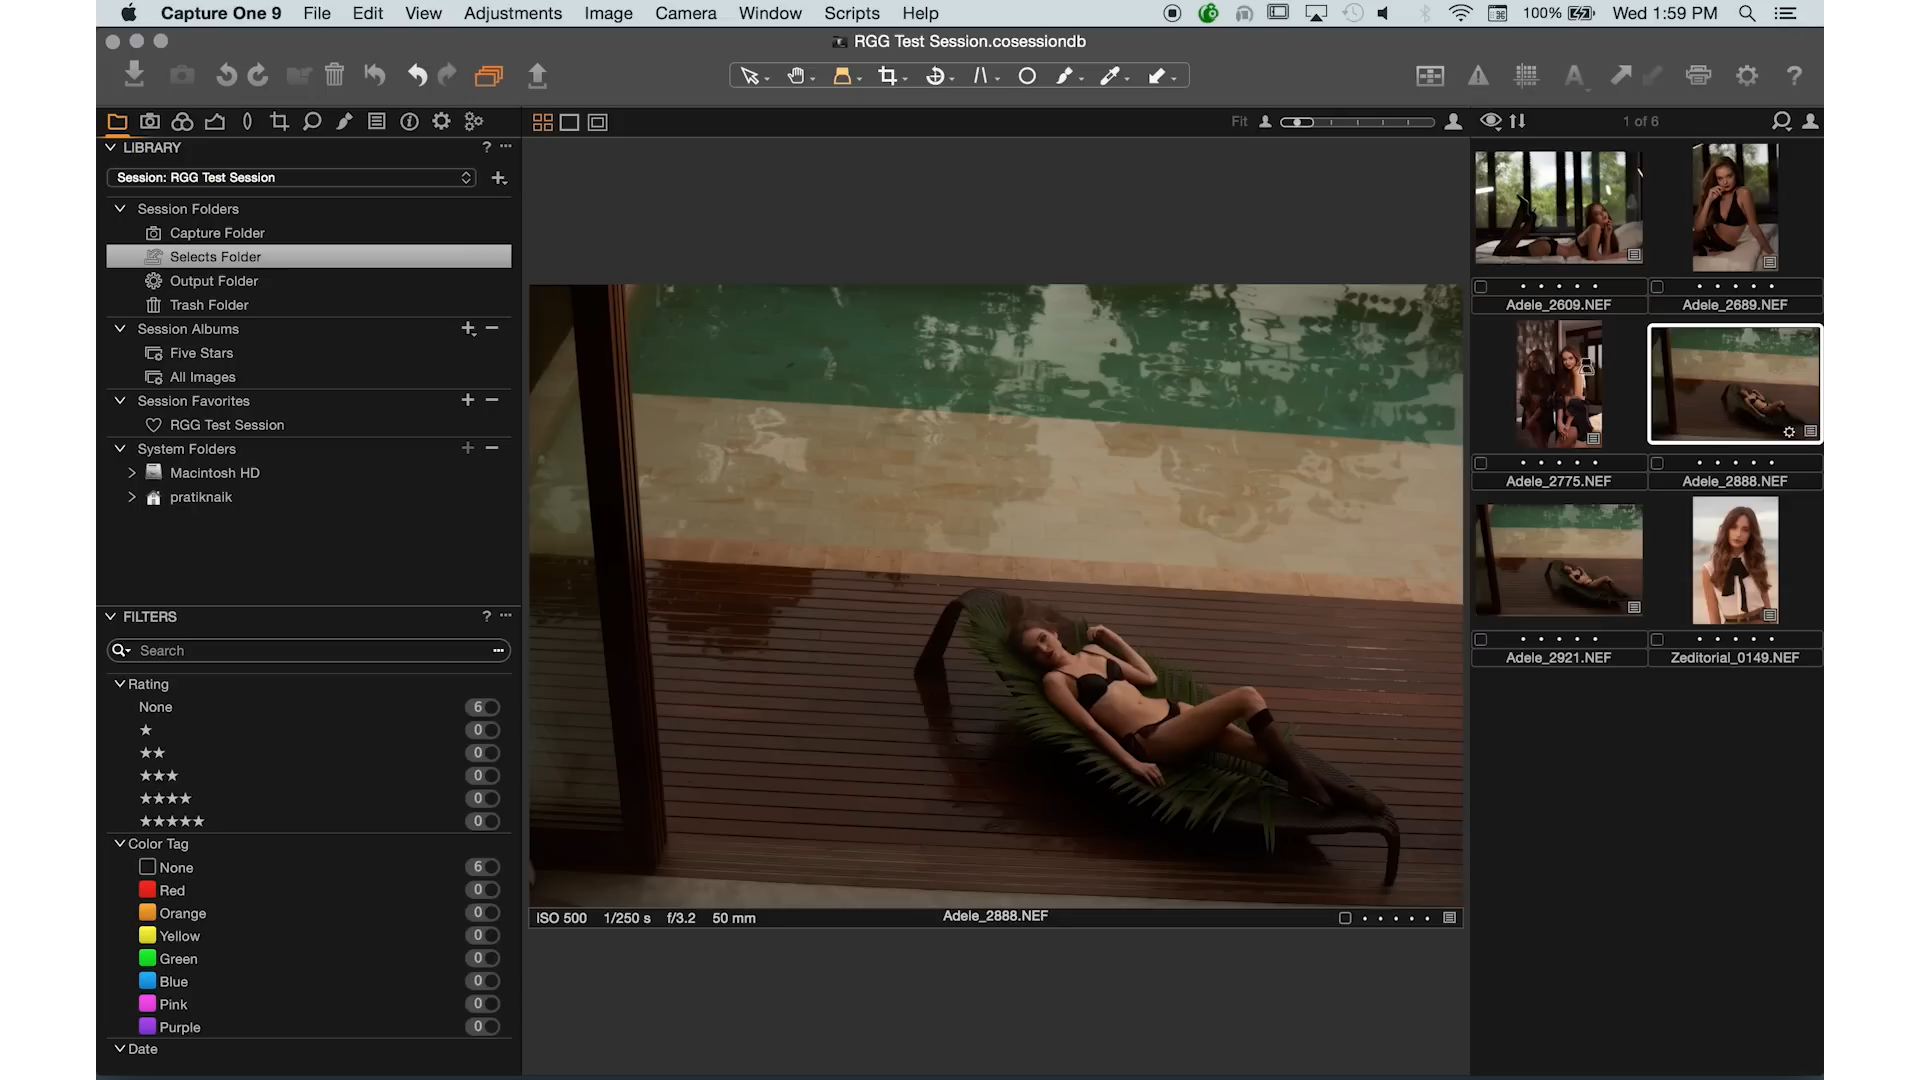 Capture One 9 File Edit View Adjustments Image Camera Window Scripts Help 100% Wed 1:59 PM
RGG Test Session.cosessiondb
Fit
1 of 6
LIBRARY ?
Session: RGG Test Session
Session Folders
Capture Folder
Selects Folder
Output Folder
Trash Folder
Session Albums
Five Stars
All Images
Session Favorites
RGG Test Session
System Folders
Macintosh HD
pratiknaik
FILTERS ?
Search
Rating
None 6
★ 0
★★ 0
★★★ 0
★★★★ 0
★★★★★ 0
Color Tag
None 6
Red 0
Orange 0
Yellow 0
Green 0
Blue 0
Pink 0
Purple 0
Date
ISO 500 1/250 s f/3.2 50 mm Adele_2888.NEF
Adele_2609.NEF Adele_2689.NEF
Adele_2775.NEF Adele_2888.NEF
Adele_2921.NEF Zeditorial_0149.NEF